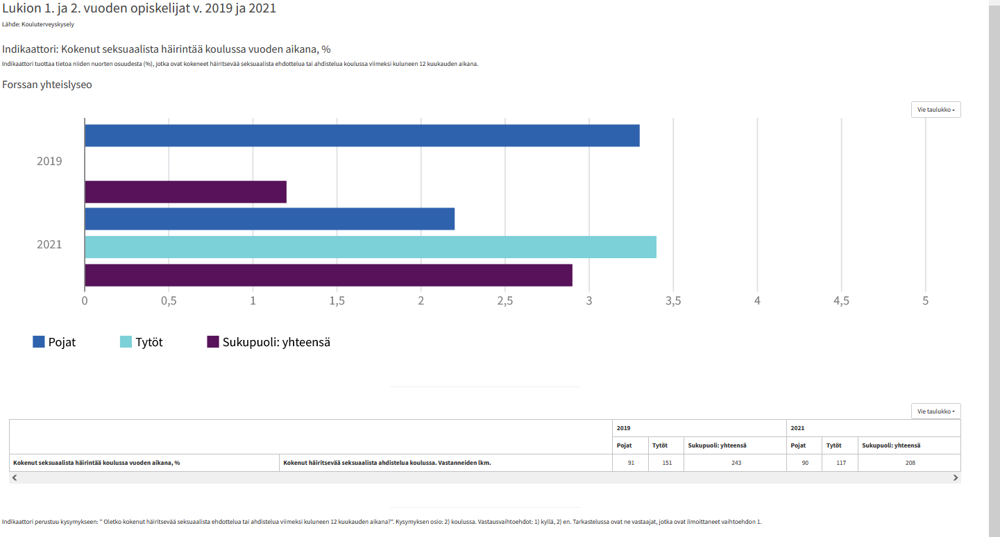 Lukion 1. ja 2. vuoden opiskelijat v. 2019 ja 2021
Lähde: Kouluterveyskysely
Indikaattori: Kokenut seksuaalista häirintää koulussa vuoden aikana, %
Indikaattori tuottaa tietoa niiden nuorten osuudesta (%), jotka ovat kokeneet häiritsevää seksuaalista ehdottelua tai ahdistelua koulussa viimeksi kuluneen 12 kuukauden aikana.
Forssan yhteislyseo
Vie taulukko
2019
2021
0 0,5 1 1,5 2 2,5 3 3,5 4 4,5 5
Pojat Tytöt Sukupuoli: yhteensä
Vie taulukko
2019 2021
Pojat Tytöt Sukupuoli: yhteensä Pojat Tytöt Sukupuoli: yhteensä
Kokenut seksuaalista häirintää koulussa vuoden aikana, % Kokenut häiritsevää seksuaalista ahdistelua koulussa. Vastanneiden lkm. 91 151 243 90 117 208
Indikaattori perustuu kysymykseen: " Oletko kokenut häiritsevää seksuaalista ehdottelua tai ahdistelua viimeksi kuluneen 12 kuukauden aikana?". Kysymyksen osio: 2) koulussa. Vastausvaihtoehdot: 1) kyllä, 2) en. Tarkastelussa ovat ne vastaajat, jotka ovat ilmoittaneet vaihtoehdon 1.